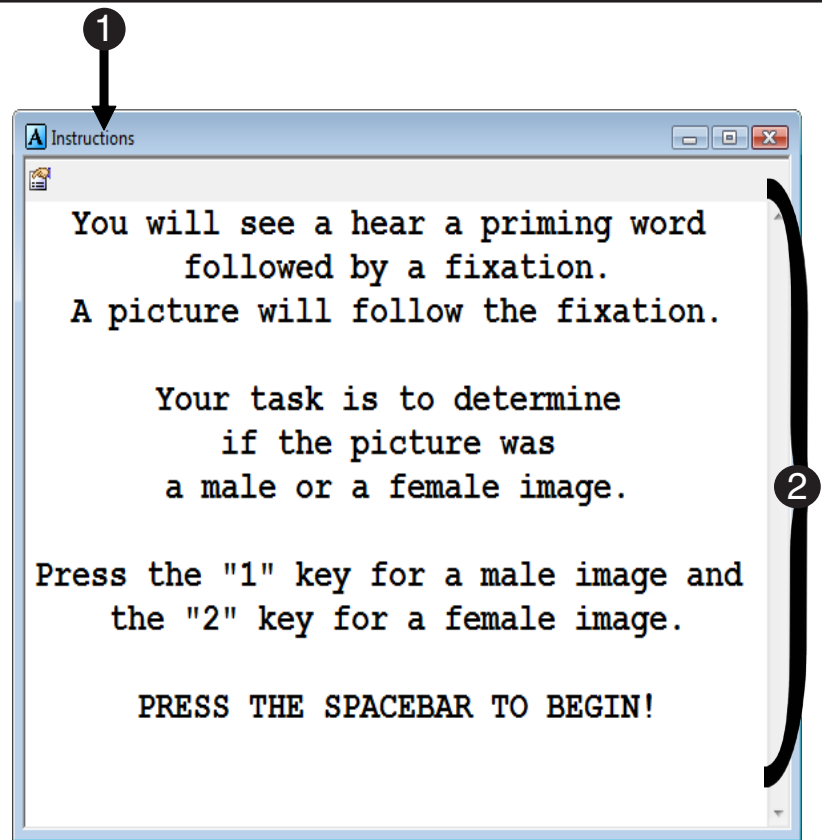 1
A Instructions
You will see a hear a priming word
followed by a fixation.
A picture will follow the fixation.
Your task is to determine
if the picture was
a male or a female image.
2
Press the "1" key for a male image and
the "2" key for a female image.
PRESS THE SPACEBAR TO BEGIN!